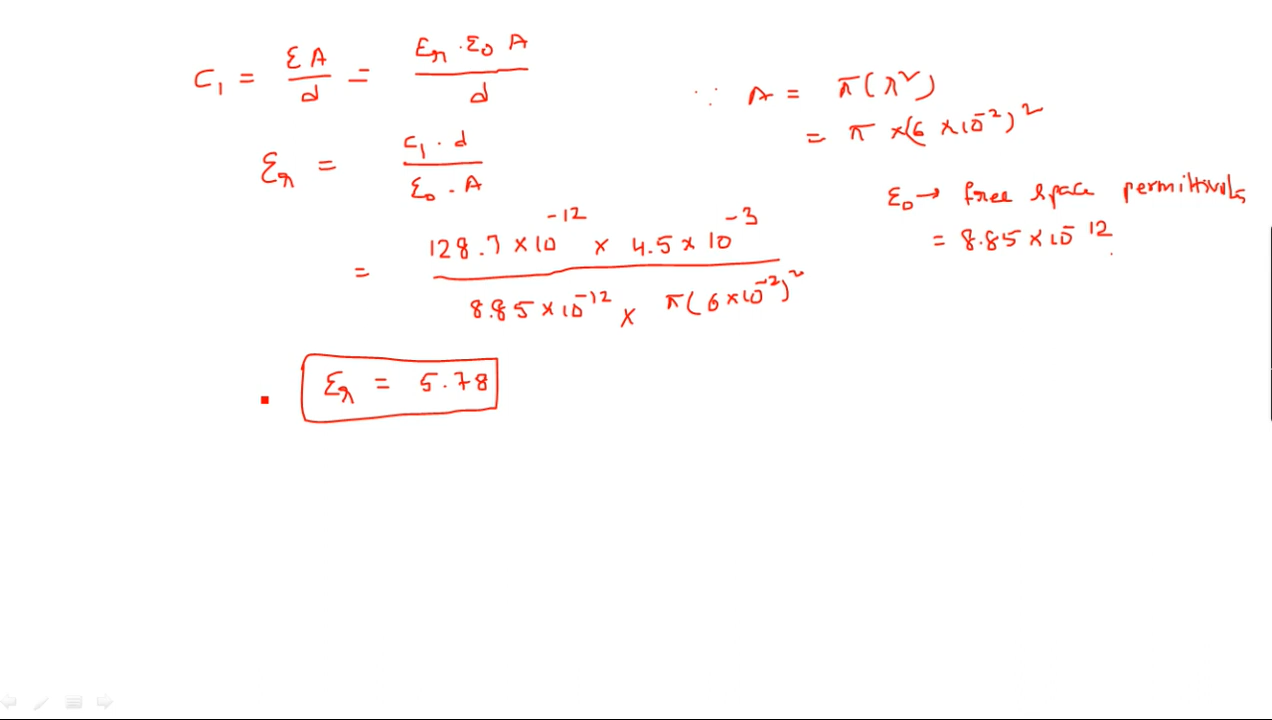 C₁ = εA/d = εr · ε₀ A/d
∵ A = π(r²)
= π × (6 × 10⁻²)²
εr = C₁ · d/ε₀ · A
ε₀ → free space permittivity
= 8.85 × 10⁻¹²
= 128.7 × 10⁻¹² × 4.5 × 10⁻³/8.85 × 10⁻¹² × π(6 × 10⁻²)²
εr = 5.78